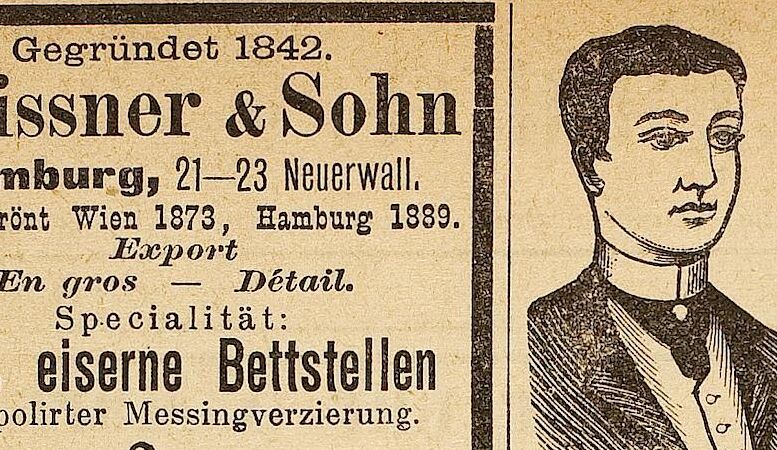 Gegründet 1842.
issner & Sohn
mburg, 21—23 Neuerwall.
rönt Wien 1873, Hamburg 1889.
Export
En gros — Détail.
Specialität:
eiserne Bettstellen
polirter Messingverzierung.